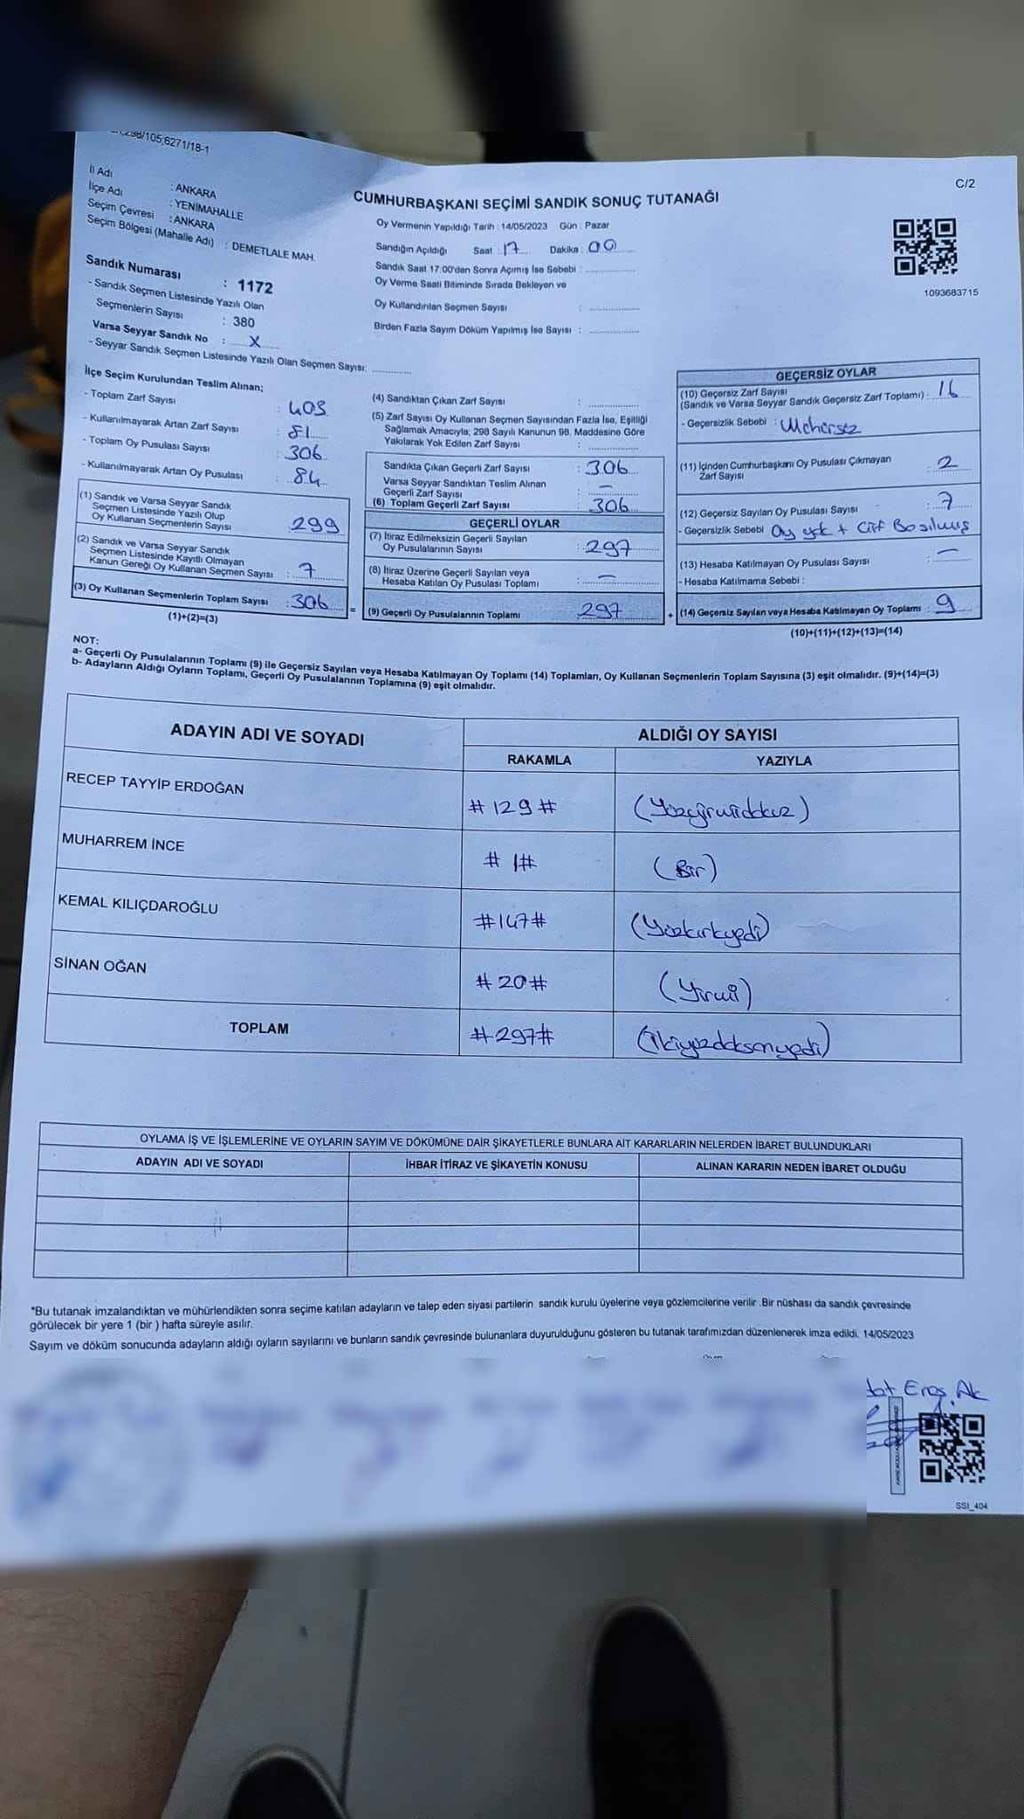 /105;6271/18-1
C/2
İl Adı : ANKARA
İlçe Adı : YENİMAHALLE
Seçim Çevresi : ANKARA
Seçim Bölgesi (Mahalle Adı) : DEMETLALE MAH.
Sandık Numarası : 1172
- Sandık Seçmen Listesinde Yazılı Olan
Seçmenlerin Sayısı : 380
Varsa Seyyar Sandık No : X
- Seyyar Sandık Seçmen Listesinde Yazılı Olan Seçmen Sayısı:
CUMHURBAŞKANI SEÇİMİ SANDIK SONUÇ TUTANAĞI
Oy Vermenin Yapıldığı Tarih : 14/05/2023 Gün : Pazar
Sandığın Açıldığı Saat : 17 Dakika : 00
Sandık Saat 17:00'den Sonra Açımış İse Sebebi :
Oy Verme Saati Bitiminde Sırada Bekleyen ve
Oy Kullandırılan Seçmen Sayısı :
Birden Fazla Sayım Döküm Yapılmış İse Sayısı :
1093683715
İlçe Seçim Kurulundan Teslim Alınan;
- Toplam Zarf Sayısı : 403
- Kullanılmayarak Artan Zarf Sayısı : 81
- Toplam Oy Pusulası Sayısı : 306
- Kullanılmayarak Artan Oy Pusulası : 84
(1) Sandık ve Varsa Seyyar Sandık
Seçmen Listesinde Yazılı Olup
Oy Kullanan Seçmenlerin Sayısı : 299
(2) Sandık ve Varsa Seyyar Sandık
Seçmen Listesinde Kayıtlı Olmayan
Kanun Gereği Oy Kullanan Seçmen Sayısı : 7
(3) Oy Kullanan Seçmenlerin Toplam Sayısı : 306
(1)+(2)=(3)
(4) Sandıktan Çıkan Zarf Sayısı :
(5) Zarf Sayısı Oy Kullanan Seçmen Sayısından Fazla İse, Eşitliği
Sağlamak Amacıyla; 298 Sayılı Kanunun 98. Maddesine Göre
Yakılarak Yok Edilen Zarf Sayısı :
Sandıkta Çıkan Geçerli Zarf Sayısı : 306
Varsa Seyyar Sandıktan Teslim Alınan
Geçerli Zarf Sayısı : -
(6) Toplam Geçerli Zarf Sayısı : 306
GEÇERLİ OYLAR
(7) İtiraz Edilmeksizin Geçerli Sayılan
Oy Pusulalarının Sayısı : 297
(8) İtiraz Üzerine Geçerli Sayılan veya
Hesaba Katılan Oy Pusulası Toplamı : -
= (9) Geçerli Oy Pusulalarının Toplamı 297 +
GEÇERSİZ OYLAR
(10) Geçersiz Zarf Sayısı
(Sandık ve Varsa Seyyar Sandık Geçersiz Zarf Toplamı) : 16
- Geçersizlik Sebebi : Mühürsüz
(11) İçinden Cumhurbaşkanı Oy Pusulası Çıkmayan
Zarf Sayısı : 2
(12) Geçersiz Sayılan Oy Pusulası Sayısı : 7
- Geçersizlik Sebebi : Oy yok + Çift Basılmış
(13) Hesaba Katılmayan Oy Pusulası Sayısı : -
- Hesaba Katılmama Sebebi :
(14) Geçersiz Sayılan veya Hesaba Katılmayan Oy Toplamı : 9
(10)+(11)+(12)+(13)=(14)
NOT:
a- Geçerli Oy Pusulalarının Toplamı (9) ile Geçersiz Sayılan veya Hesaba Katılmayan Oy Toplamı (14) Toplamları, Oy Kullanan Seçmenlerin Toplam Sayısına (3) eşit olmalıdır. (9)+(14)=(3)
b- Adayların Aldığı Oyların Toplamı, Geçerli Oy Pusulalarının Toplamına (9) eşit olmalıdır.
ADAYIN ADI VE SOYADI ALDIĞI OY SAYISI
RAKAMLA YAZIYLA
RECEP TAYYİP ERDOĞAN #129# (Yüzyirmidokuz)
MUHARREM İNCE #1# (Bir)
KEMAL KILIÇDAROĞLU #147# (Yüzkırkyedi)
SİNAN OĞAN #20# (Yirmi)
TOPLAM #297# (İkiyüzdoksanyedi)
OYLAMA İŞ VE İŞLEMLERİNE VE OYLARIN SAYIM VE DÖKÜMÜNE DAİR ŞİKAYETLERLE BUNLARA AİT KARARLARIN NELERDEN İBARET BULUNDUKLARI
ADAYIN ADI VE SOYADI İHBAR İTİRAZ VE ŞİKAYETİN KONUSU ALINAN KARARIN NEDEN İBARET OLDUĞU
*Bu tutanak imzalandıktan ve mühürlendikten sonra seçime katılan adayların ve talep eden siyasi partilerin sandık kurulu üyelerine veya gözlemcilerine verilir .Bir nüshası da sandık çevresinde
görülecek bir yere 1 (bir ) hafta süreyle asılır.
Sayım ve döküm sonucunda adayların aldığı oyların sayılarını ve bunların sandık çevresinde bulunanlara duyurulduğunu gösteren bu tutanak tarafımızdan düzenlenerek imza edildi. 14/05/2023
SSI_404